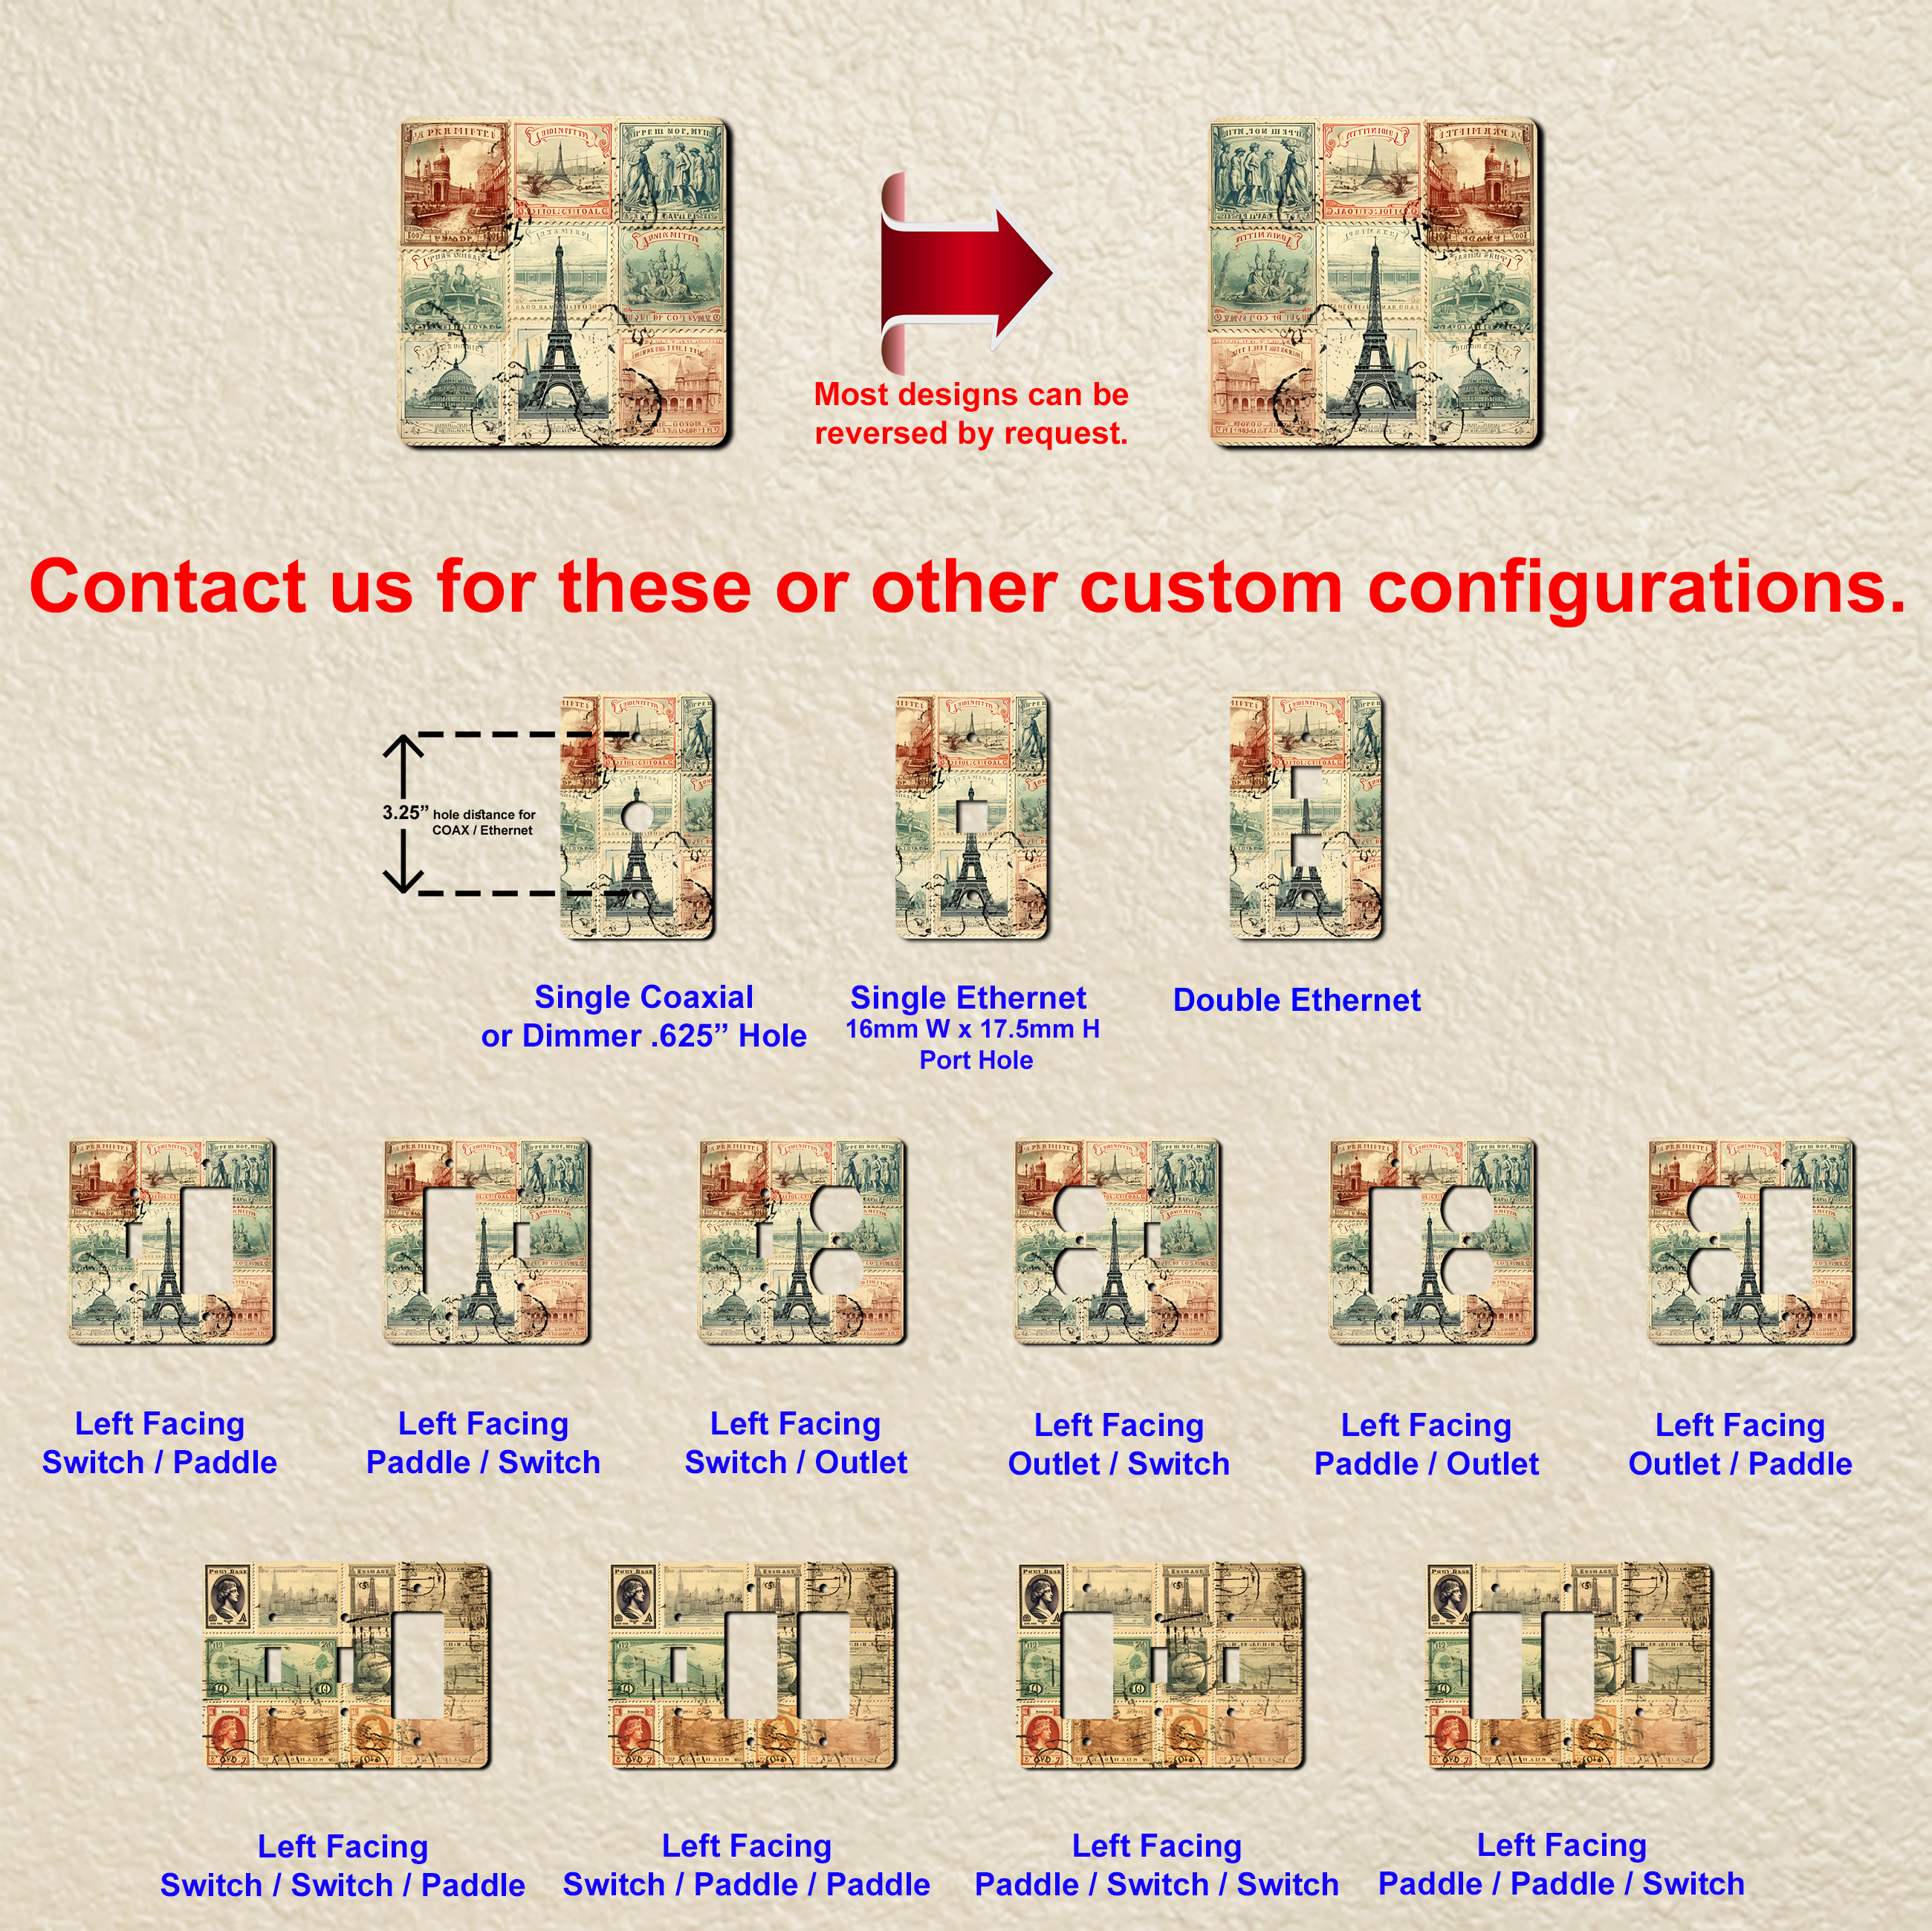 Most designs can be
reversed by request.
Contact us for these or other custom configurations.
3.25” hole distance for
COAX / Ethernet
Single Coaxial
or Dimmer .625” Hole
Single Ethernet
16mm W x 17.5mm H
Port Hole
Double Ethernet
Left Facing
Switch / Paddle
Left Facing
Paddle / Switch
Left Facing
Switch / Outlet
Left Facing
Outlet / Switch
Left Facing
Paddle / Outlet
Left Facing
Outlet / Paddle
Left Facing
Switch / Switch / Paddle
Left Facing
Switch / Paddle / Paddle
Left Facing
Paddle / Switch / Switch
Left Facing
Paddle / Paddle / Switch